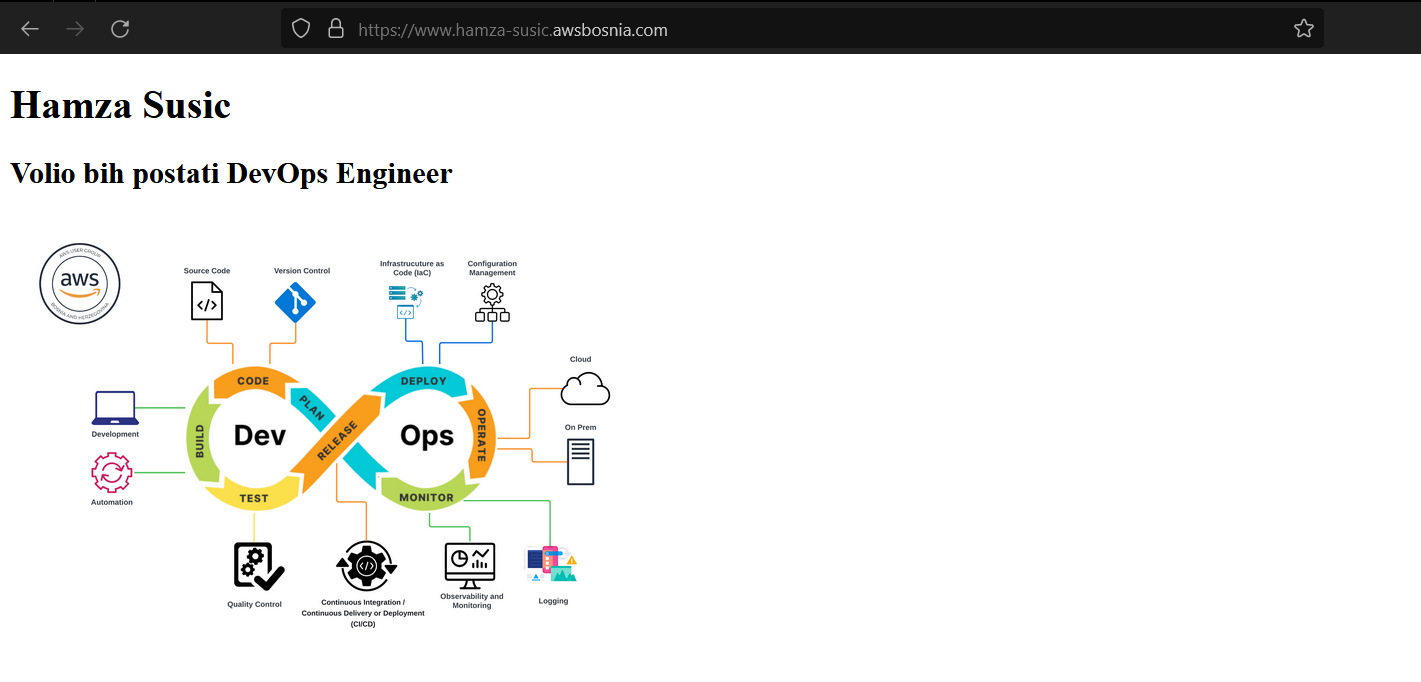 https://www.hamza-susic.awsbosnia.com
Hamza Susic
Volio bih postati DevOps Engineer
AWS USER GROUP
aws
BOSNIA AND HERZEGOVINA
Source Code
Version Control
Infrastrucuture as
Code (IaC)
Configuration
Management
Cloud
On Prem
Development
Automation
CODE
PLAN
BUILD
Dev
TEST
RELEASE
DEPLOY
OPERATE
Ops
MONITOR
Quality Control
Continuous Integration /
Continuous Delivery or Deployment
(CI/CD)
Observability and
Monitoring
Logging